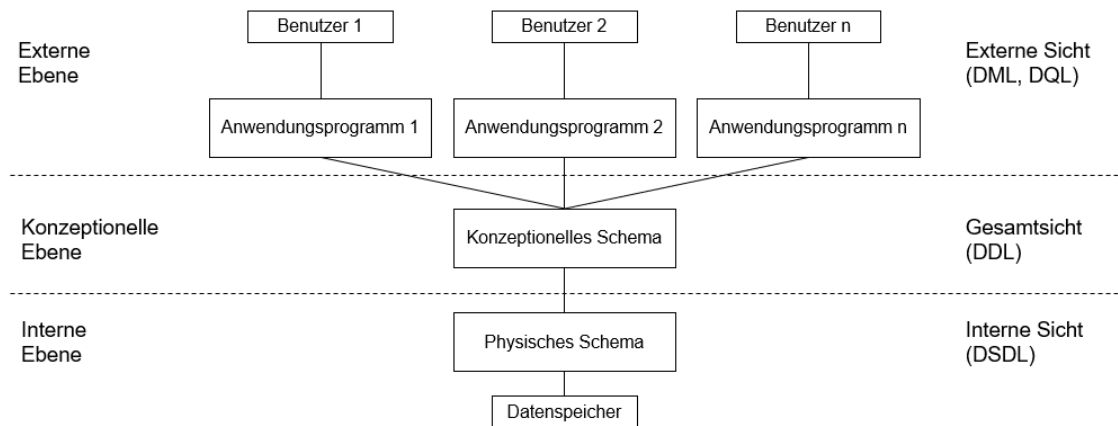 Benutzer 1
Benutzer 2
Benutzer n
Externe
Ebene
Externe Sicht
(DML, DQL)
Anwendungsprogramm 1
Anwendungsprogramm 2
Anwendungsprogramm n
Konzeptionelle
Ebene
Konzeptionelles Schema
Gesamtsicht
(DDL)
Interne
Ebene
Physisches Schema
Interne Sicht
(DSDL)
Datenspeicher